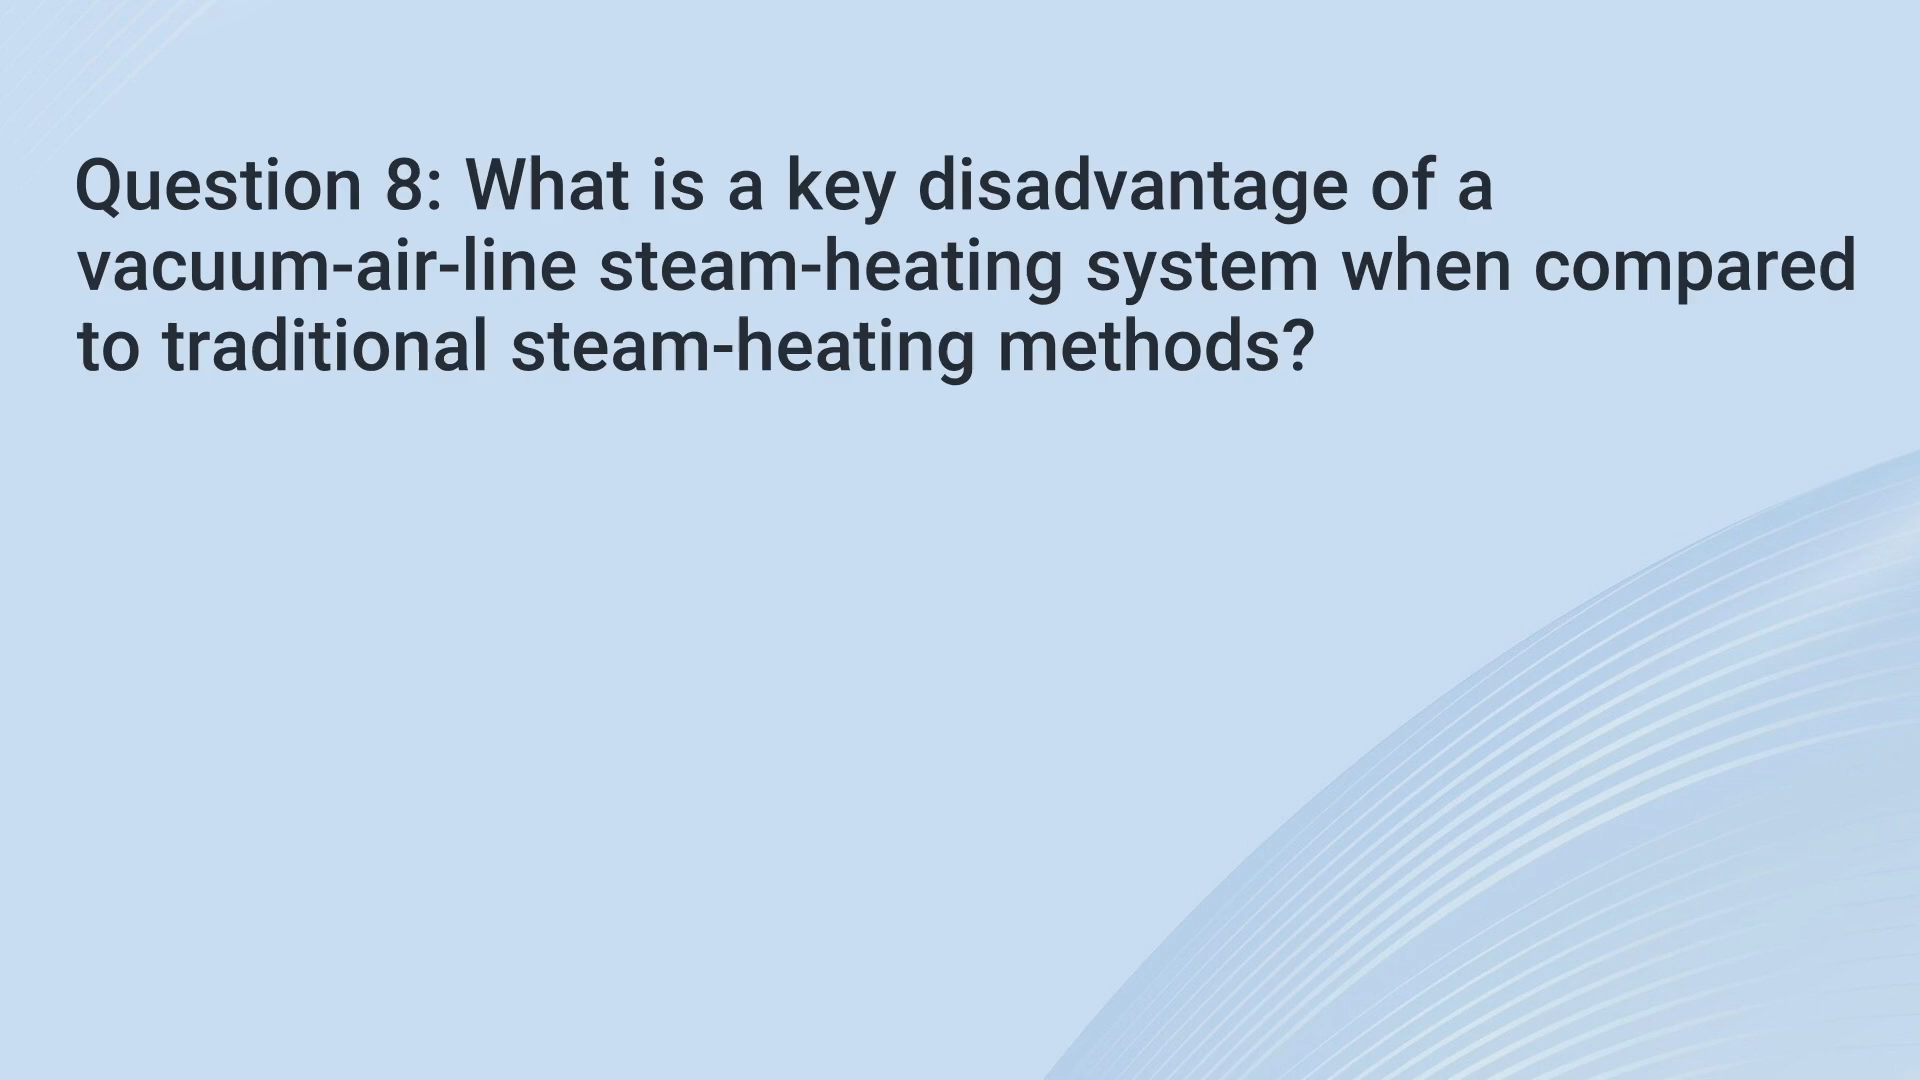 Question 8: What is a key disadvantage of a
vacuum-air-line steam-heating system when compared
to traditional steam-heating methods?